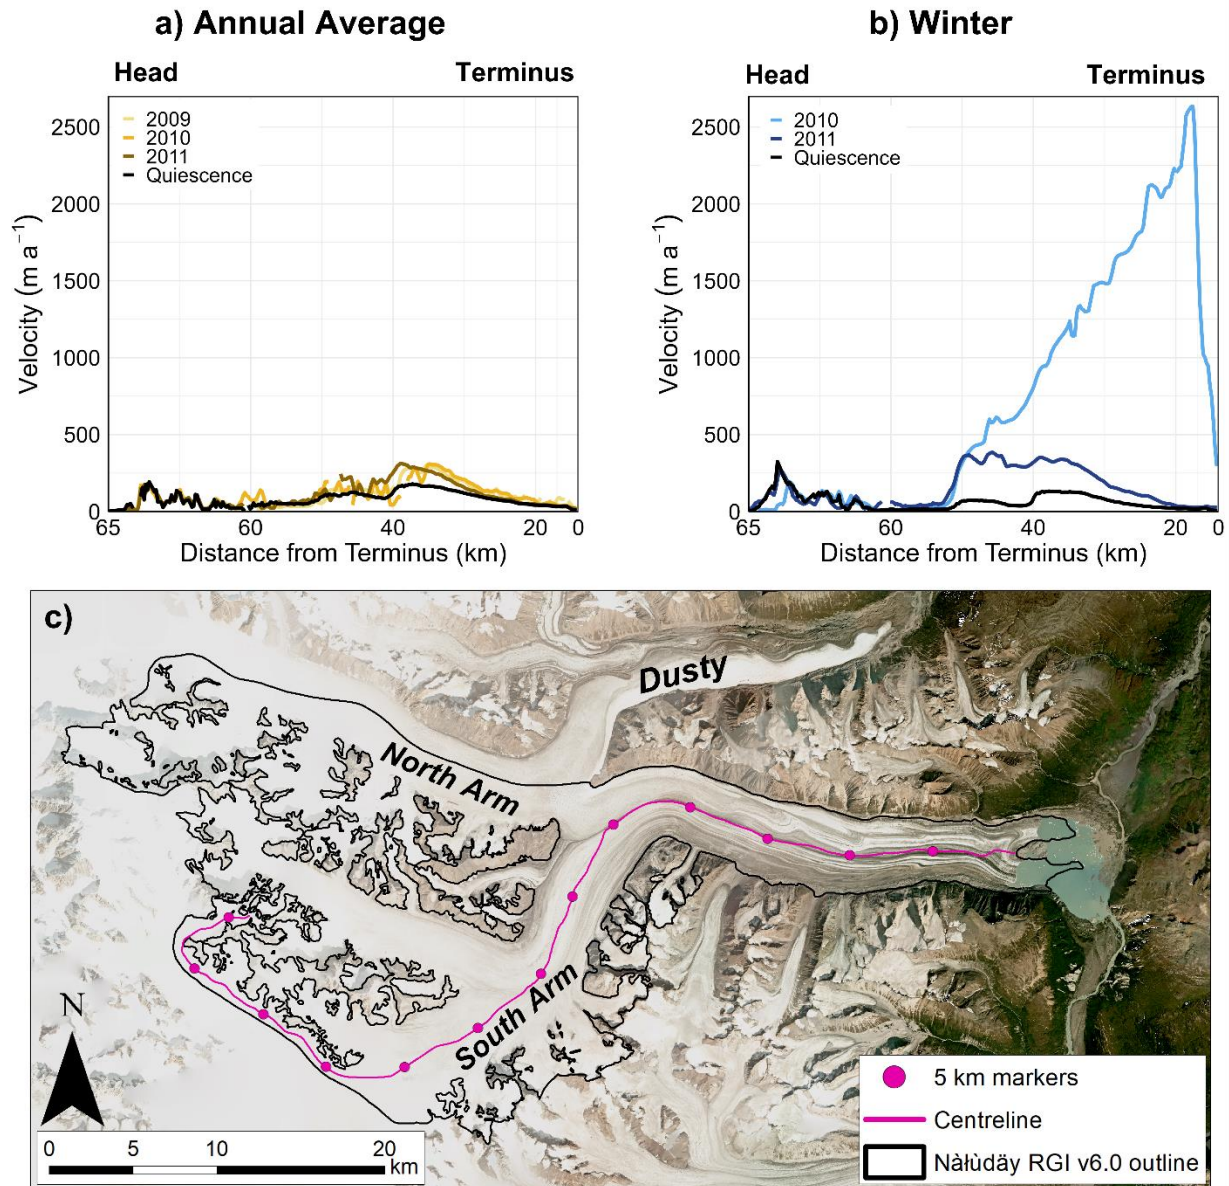 a) Annual Average
Head Terminus
2009
2010
2011
Quiescence
2500
2000
1500
1000
500
0
Velocity (m a⁻¹)
65 60 40 20 0
Distance from Terminus (km)
b) Winter
Head Terminus
2010
2011
Quiescence
2500
2000
1500
1000
500
0
Velocity (m a⁻¹)
65 60 40 20 0
Distance from Terminus (km)
c)
Dusty
North Arm
South Arm
N
0 5 10 20
km
5 km markers
Centreline
Nàłùdäy RGI v6.0 outline